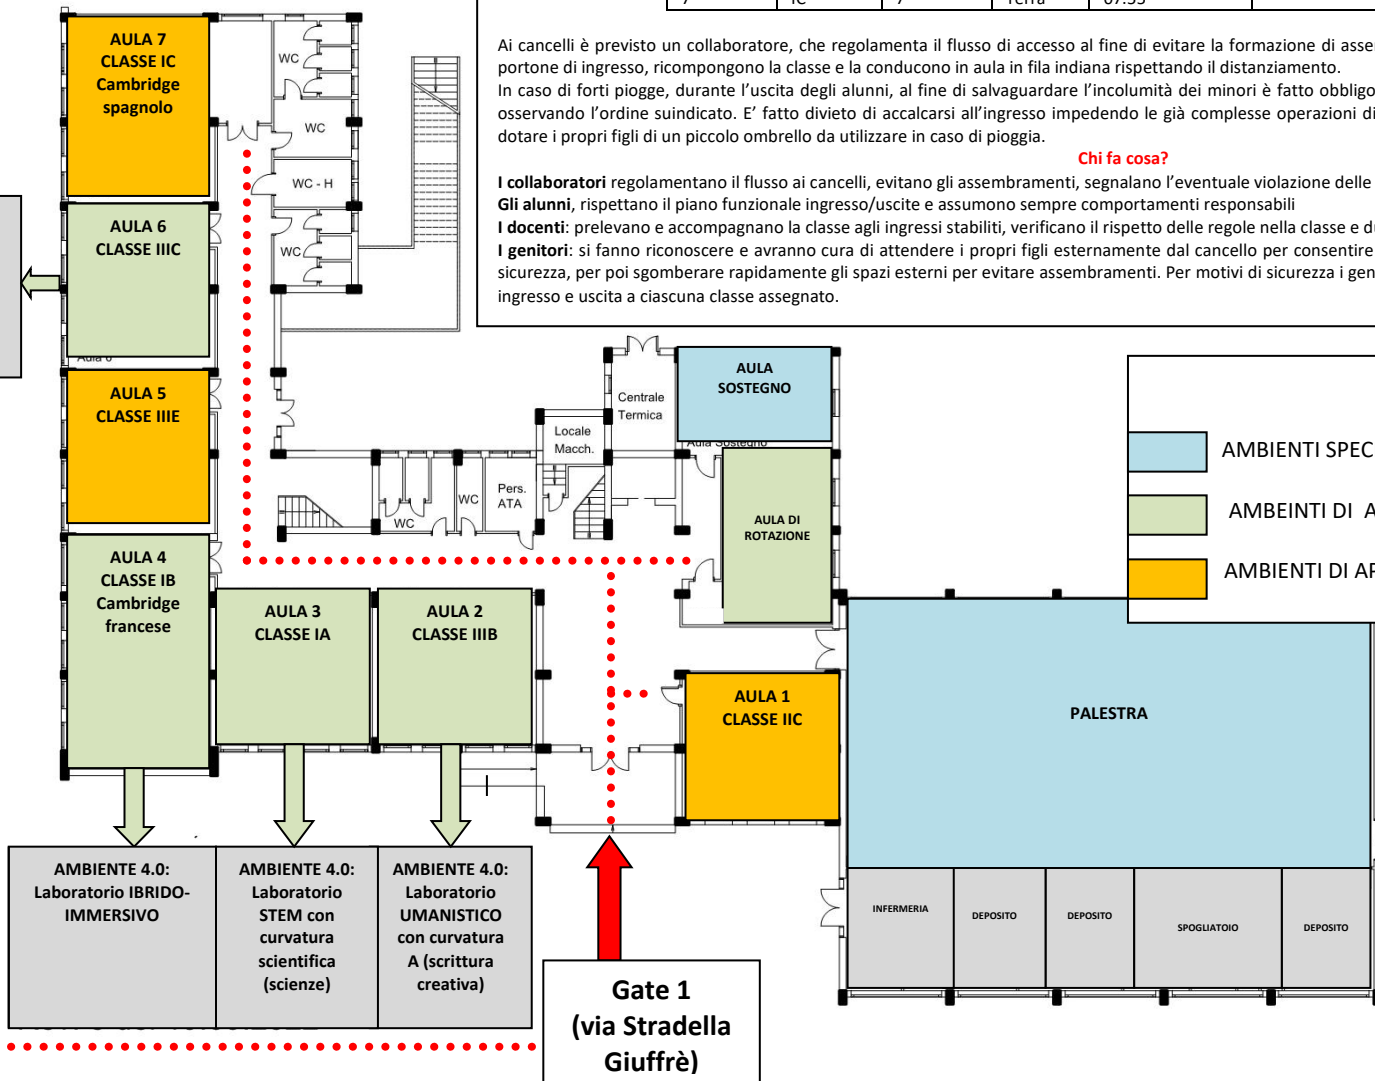 7 IC 7 Terra 07:55
Ai cancelli è previsto un collaboratore, che regolamenta il flusso di accesso al fine di evitare la formazione di asse
portone di ingresso, ricompongono la classe e la conducono in aula in fila indiana rispettando il distanziamento.
In caso di forti piogge, durante l’uscita degli alunni, al fine di salvaguardare l’incolumità dei minori è fatto obbligo
osservando l’ordine suindicato. E’ fatto divieto di accalcarsi all’ingresso impedendo le già complesse operazioni di
dotare i propri figli di un piccolo ombrello da utilizzare in caso di pioggia.
Chi fa cosa?
I collaboratori regolamentano il flusso ai cancelli, evitano gli assembramenti, segnalano l’eventuale violazione delle
Gli alunni, rispettano il piano funzionale ingresso/uscite e assumono sempre comportamenti responsabili
I docenti: prelevano e accompagnano la classe agli ingressi stabiliti, verificano il rispetto delle regole nella classe e du
I genitori: si fanno riconoscere e avranno cura di attendere i propri figli esternamente dal cancello per consentire
sicurezza, per poi sgomberare rapidamente gli spazi esterni per evitare assembramenti. Per motivi di sicurezza i gen
ingresso e uscita a ciascuna classe assegnato.
AULA 7
CLASSE IC
Cambridge
spagnolo
WC
WC
WC - H
WC
AULA 6
CLASSE IIIC
Aula 6
AULA 5
CLASSE IIIE
AULA 4
CLASSE IB
Cambridge
francese
AULA 3
CLASSE IA
AULA 2
CLASSE IIIB
WC
WC
Pers.
ATA
Locale
Macch.
Centrale
Termica
AULA
SOSTEGNO
Aula Sostegno
AULA DI
ROTAZIONE
AULA 1
CLASSE IIC
AMBIENTI SPEC
AMBEINTI DI A
AMBIENTI DI AP
PALESTRA
INFERMERIA
DEPOSITO
DEPOSITO
SPOGLIATOIO
DEPOSITO
AMBIENTE 4.0:
Laboratorio IBRIDO-
IMMERSIVO
AMBIENTE 4.0:
Laboratorio
STEM con
curvatura
scientifica
(scienze)
AMBIENTE 4.0:
Laboratorio
UMANISTICO
con curvatura
A (scrittura
creativa)
Gate 1
(via Stradella
Giuffrè)